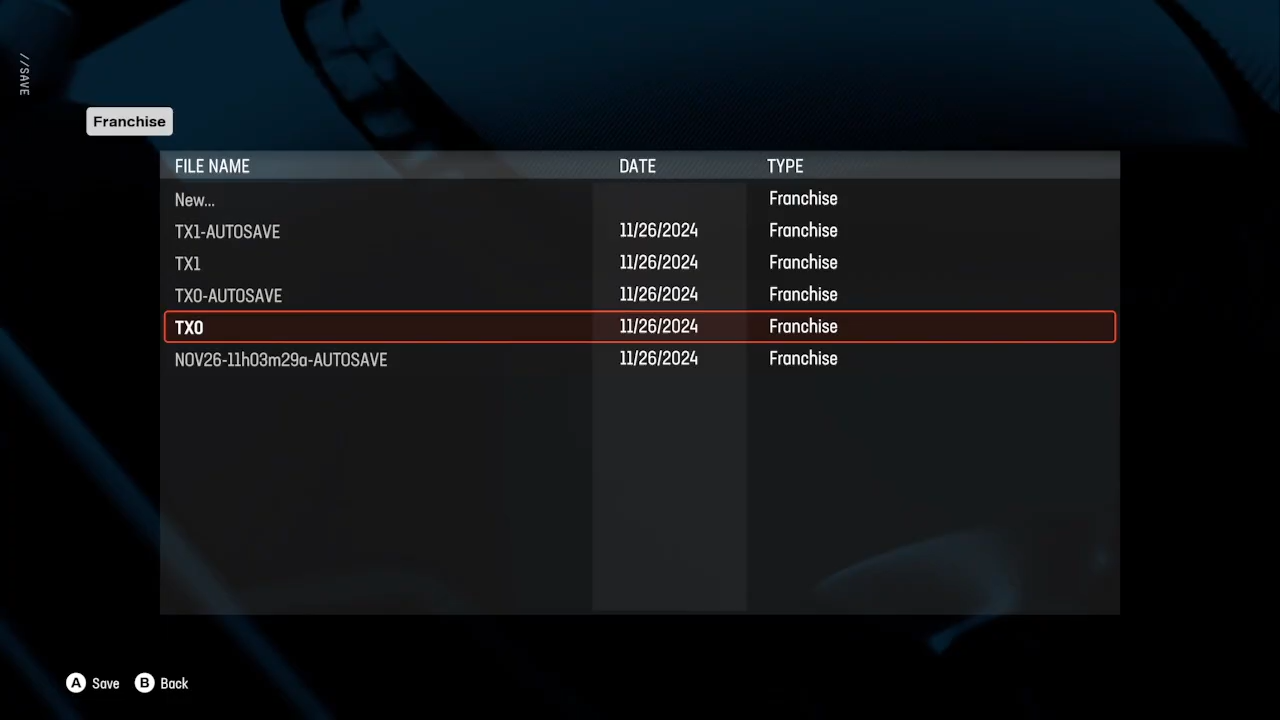 //SAVE
Franchise
FILE NAME DATE TYPE
New... Franchise
TX1-AUTOSAVE 11/26/2024 Franchise
TX1 11/26/2024 Franchise
TX0-AUTOSAVE 11/26/2024 Franchise
TX0 11/26/2024 Franchise
NOV26-11h03m29a-AUTOSAVE 11/26/2024 Franchise
A Save B Back